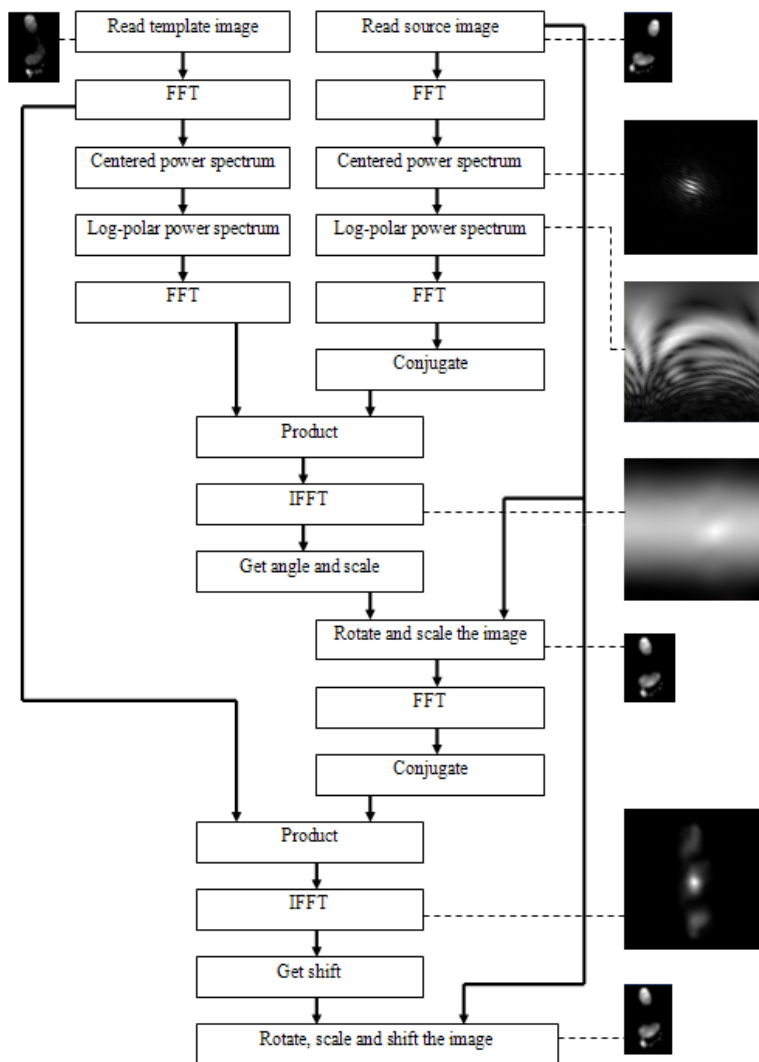 Read template image
Read source image
FFT
FFT
Centered power spectrum
Centered power spectrum
Log-polar power spectrum
Log-polar power spectrum
FFT
FFT
Conjugate
Product
IFFT
Get angle and scale
Rotate and scale the image
FFT
Conjugate
Product
IFFT
Get shift
Rotate, scale and shift the image